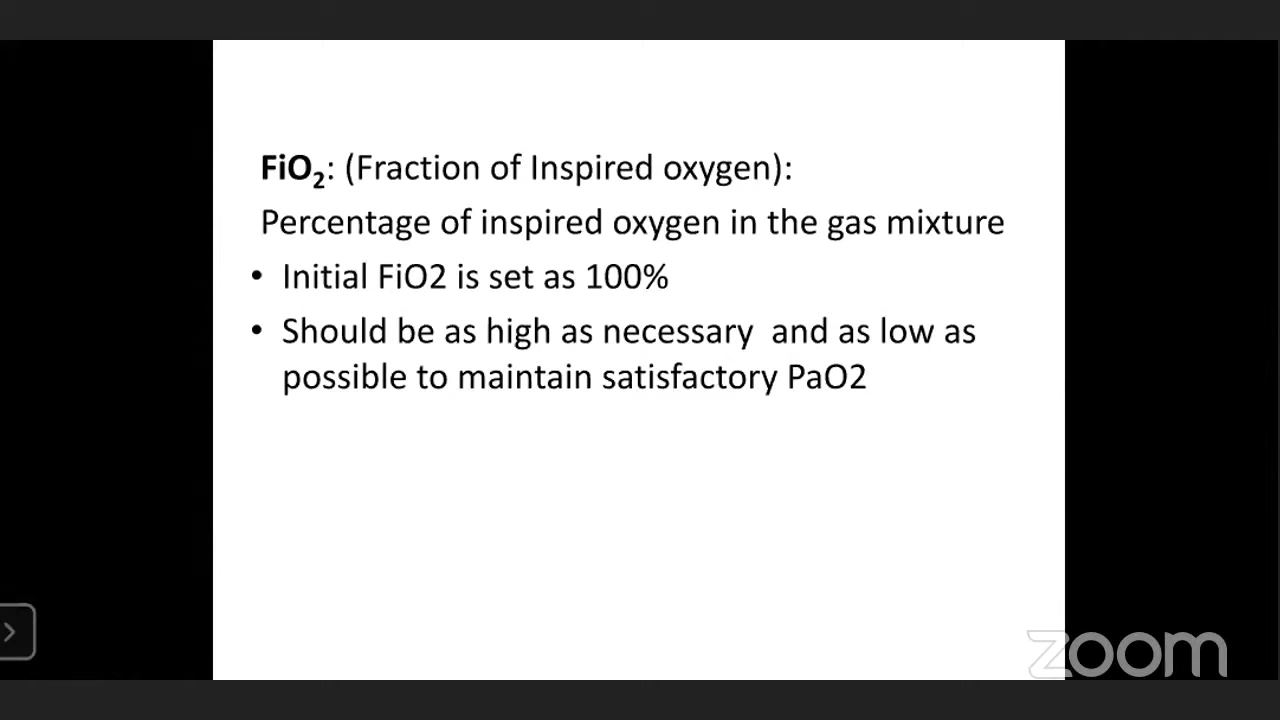 FiO2: (Fraction of Inspired oxygen):
Percentage of inspired oxygen in the gas mixture
• Initial FiO2 is set as 100%
• Should be as high as necessary and as low as
possible to maintain satisfactory PaO2
zoom